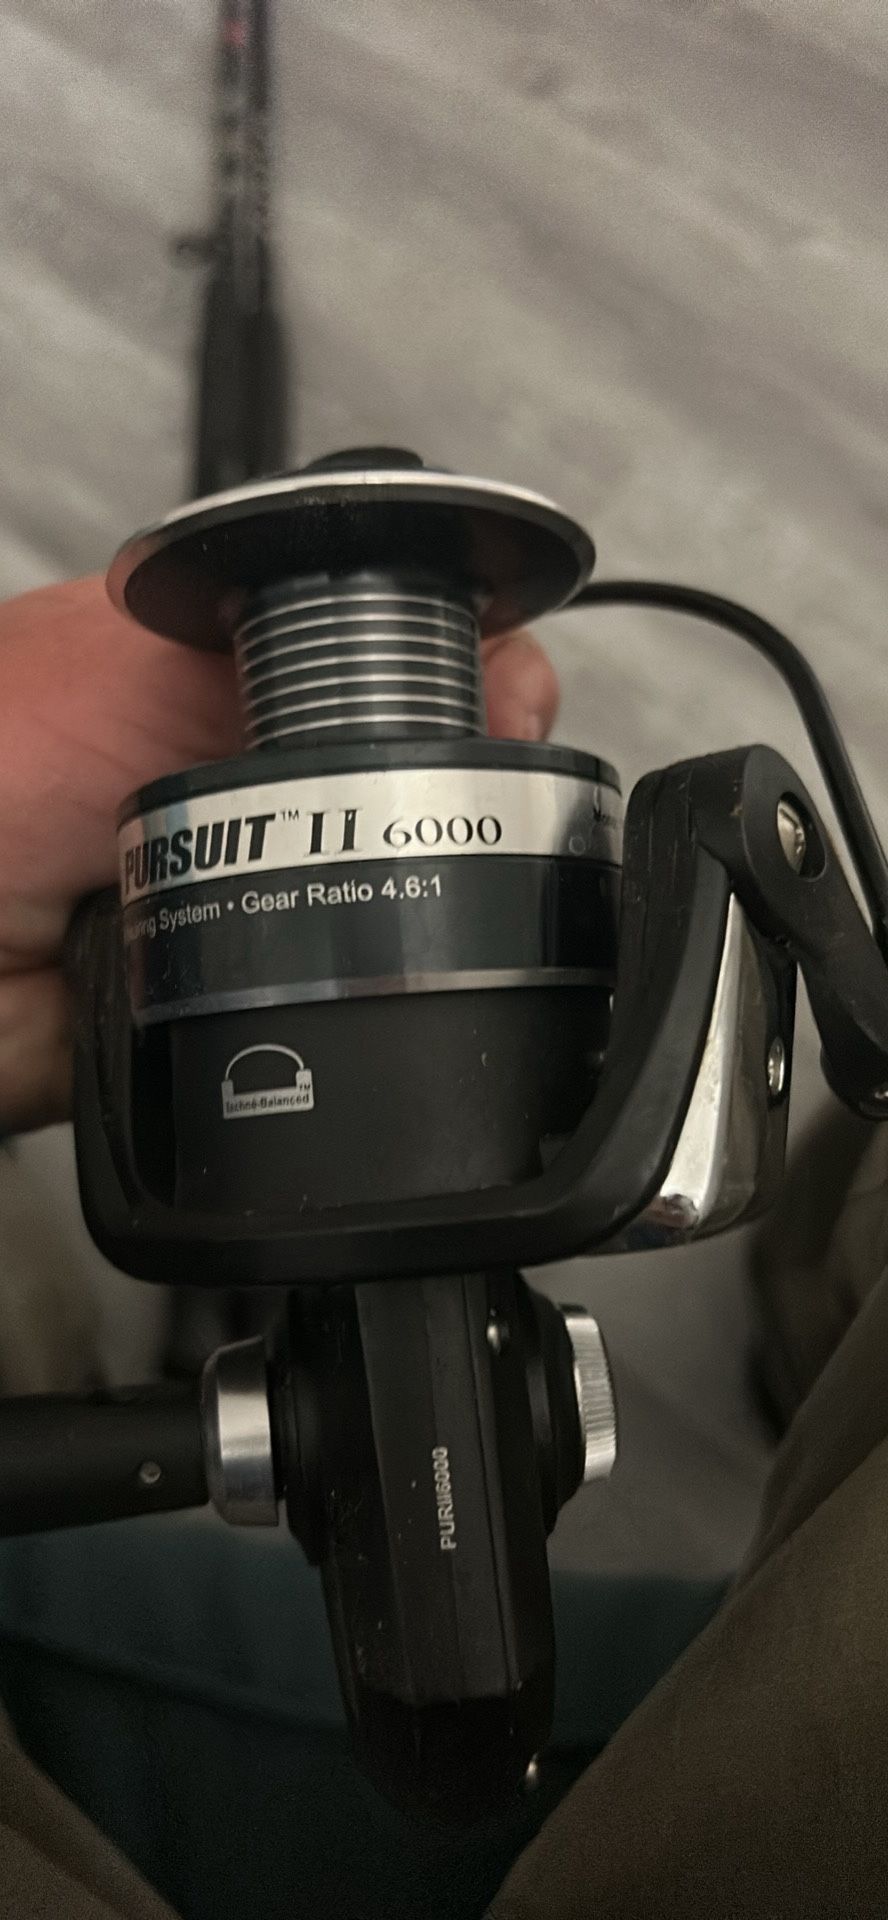 PURSUIT™ II 6000
System • Gear Ratio 4.6:1
Techno-Balanced™
PURII6000